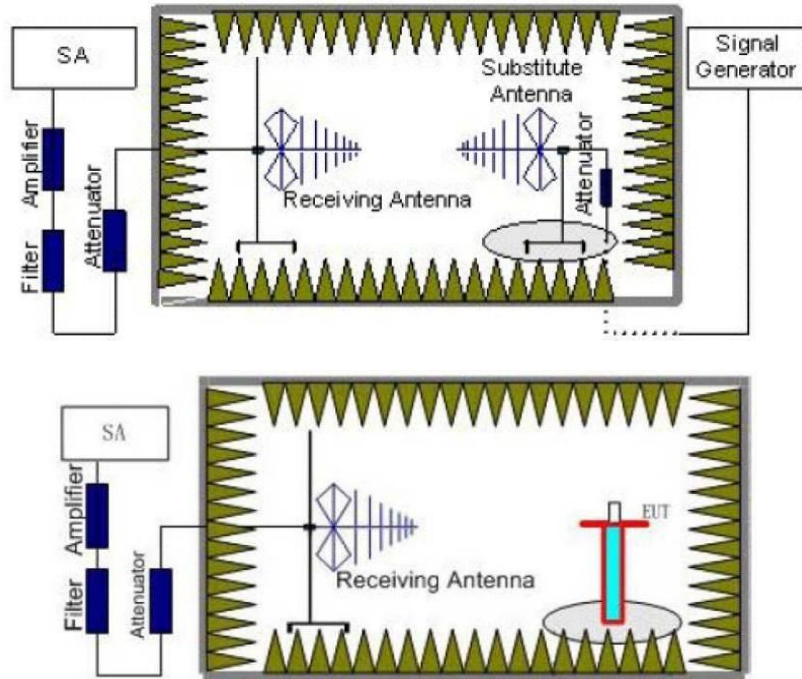 SA
Signal
Generator
Substitute
Antenna
Amplifier
Attenuator
Filter
Receiving Antenna
Attenuator
SA
Amplifier
Filter
Attenuator
Receiving Antenna
EUT